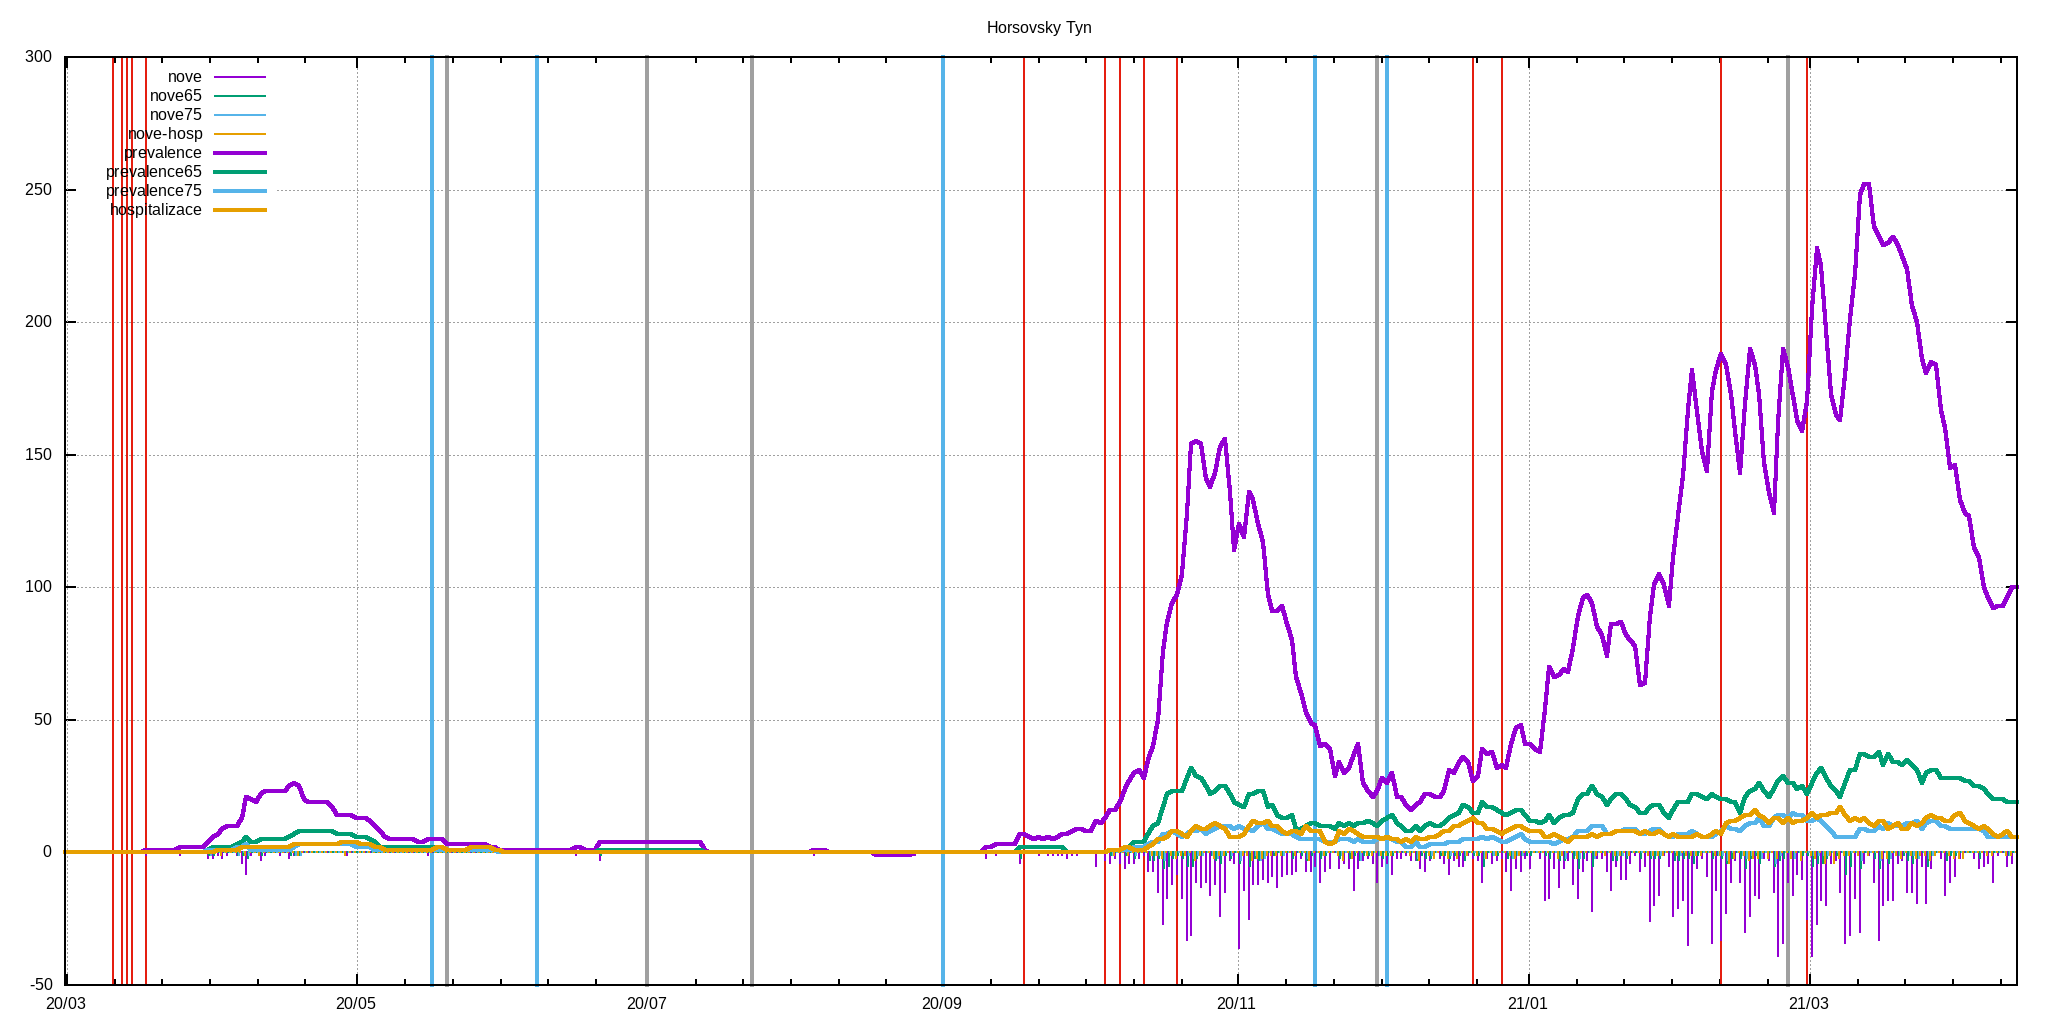 Horsovsky Tyn
300
250
200
150
100
50
0
-50
nove
nove65
nove75
nove-hosp
prevalence
prevalence65
prevalence75
hospitalizace
20/03 20/05 20/07 20/09 20/11 21/01 21/03